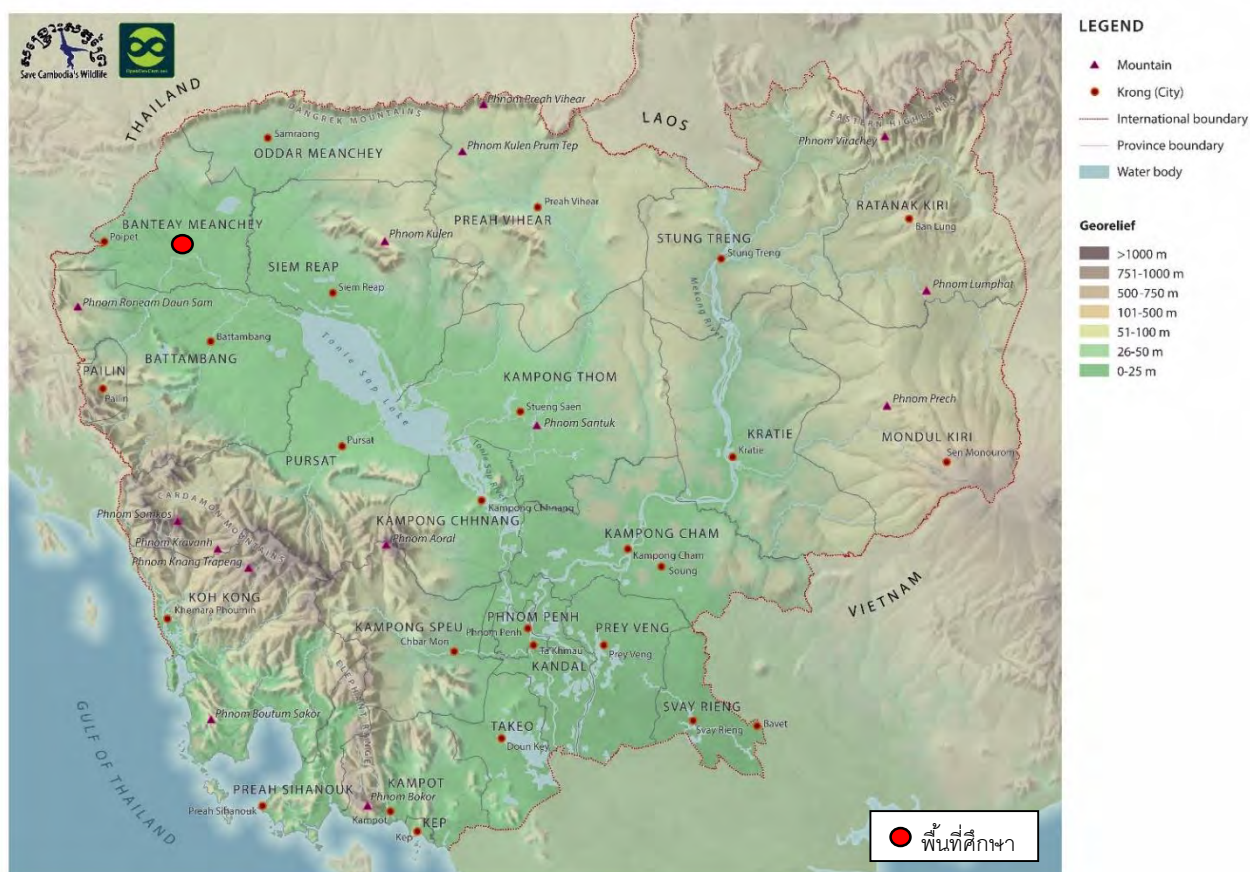 Save Cambodia's Wildlife
THAILAND
LAOS
DANGREK MOUNTAINS
Phnom Preah Vihear
EASTERN HIGHLANDS
Phnom Virachey
Samraong
ODDAR MEANCHEY
Phnom Kulen Prum Tep
Preah Vihear
PREAH VIHEAR
RATANAK KIRI
Ban Lung
BANTEAY MEANCHEY
Poipet
Phnom Kulen
STUNG TRENG
Stung Treng
SIEM REAP
Siem Reap
Mekong River
Phnom Lumphat
Phnom Roneam Daun Sam
Battambang
BATTAMBANG
Tonle Sap Lake
PAILIN
Pailin
KAMPONG THOM
Stueng Saen
Phnom Santuk
Phnom Prech
KRATIE
Kratie
MONDUL KIRI
Sen Monourom
Pursat
PURSAT
Kampong Chhnang
KAMPONG CHHNANG
CARDAMON MOUNTAINS
Phnom Somkos
Phnom Kravanh
Phnom Knang Trapeng
Phnom Aoral
KAMPONG CHAM
Kampong Cham
Soung
VIETNAM
KOH KONG
Khemara Phoumin
KAMPONG SPEU
Chbar Mon
PHNOM PENH
Phnom Penh
Ta Khmau
KANDAL
PREY VENG
Prey Veng
ELEPHANT RANGE
SVAY RIENG
Svay Rieng
Bavet
Phnom Boutum Sakor
TAKEO
Doun Key
GULF OF THAILAND
PREAH SIHANOUK
Preah Sihanouk
KAMPOT
Phnom Bokor
Kampot
KEP
Kep
พื้นที่ศึกษา
LEGEND
Mountain
Krong (City)
International boundary
Province boundary
Water body
Georelief
>1000 m
751-1000 m
500-750 m
101-500 m
51-100 m
26-50 m
0-25 m